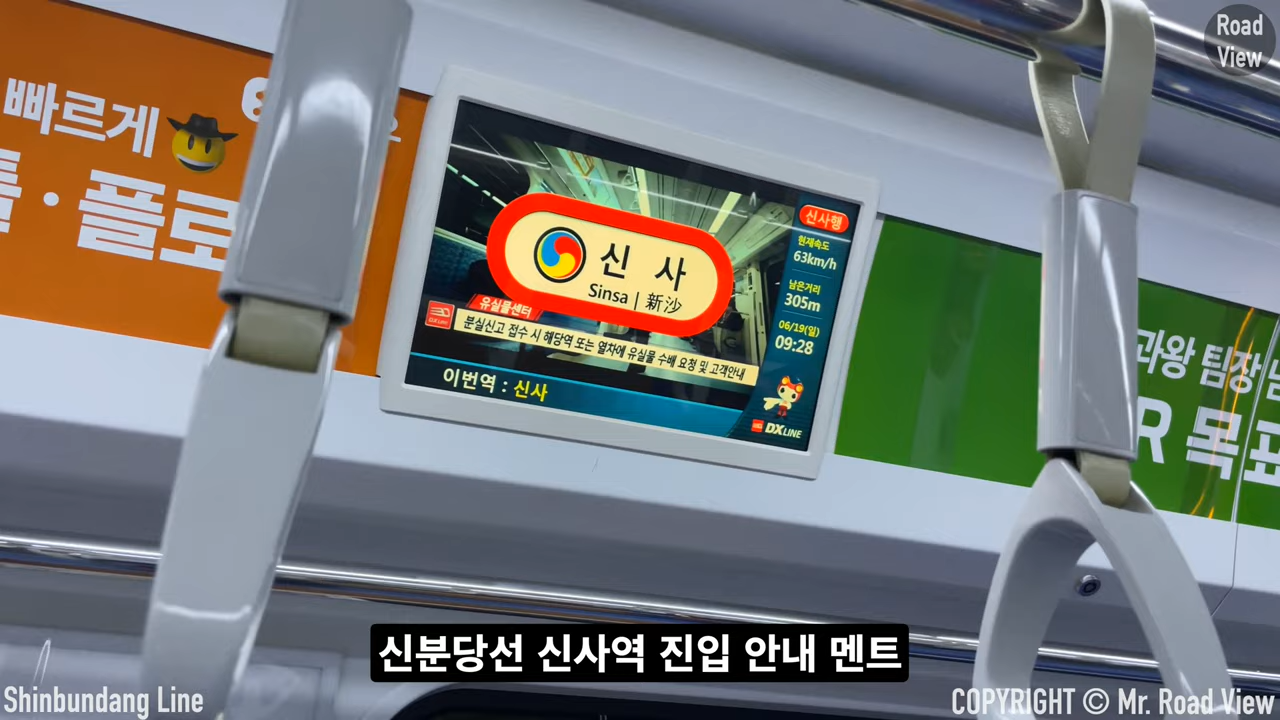 Road
View
빠르게
플로
신사
Sinsa | 新沙
신사행
현재속도
63km/h
남은거리
305m
06/19(일)
09:28
유실물센터
분실신고 접수 시 해당역 또는 열차에 유실물 수배 요청 및 고객안내
이번역 : 신사
DX LINE
과왕 팀장
R 목표
신분당선 신사역 진입 안내 멘트
Shinbundang Line
COPYRIGHT © Mr. Road View